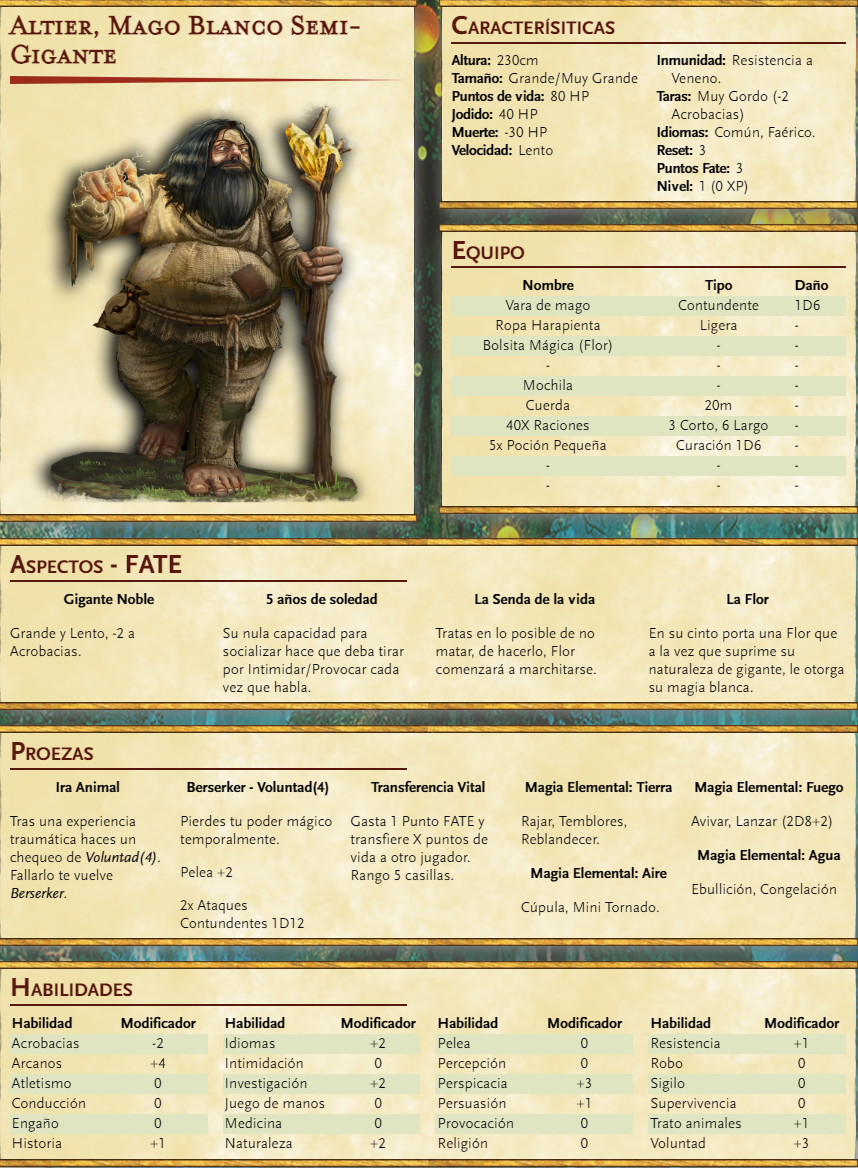 Altier, Mago Blanco Semi-
Gigante
Caracterísiticas
Altura: 230cm
Tamaño: Grande/Muy Grande
Puntos de vida: 80 HP
Jodido: 40 HP
Muerte: -30 HP
Velocidad: Lento
Inmunidad: Resistencia a
Veneno.
Taras: Muy Gordo (-2
Acrobacias)
Idiomas: Común, Faérico.
Reset: 3
Puntos Fate: 3
Nivel: 1 (0 XP)
Equipo
Nombre Tipo Daño
Vara de mago Contundente 1D6
Ropa Harapienta Ligera -
Bolsita Mágica (Flor) - -
- - -
Mochila - -
Cuerda 20m -
40X Raciones 3 Corto, 6 Largo -
5x Poción Pequeña Curación 1D6 -
- - -
- - -
Aspectos - FATE
Gigante Noble
Grande y Lento, -2 a
Acrobacias.
5 años de soledad
Su nula capacidad para
socializar hace que deba tirar
por Intimidar/Provocar cada
vez que habla.
La Senda de la vida
Tratas en lo posible de no
matar, de hacerlo, Flor
comenzará a marchitarse.
La Flor
En su cinto porta una Flor que
a la vez que suprime su
naturaleza de gigante, le otorga
su magia blanca.
Proezas
Ira Animal
Tras una experiencia
traumática haces un
chequeo de Voluntad(4).
Fallarlo te vuelve
Berserker.
Berserker - Voluntad(4)
Pierdes tu poder mágico
temporalmente.
Pelea +2
2x Ataques
Contundentes 1D12
Transferencia Vital
Gasta 1 Punto FATE y
transfiere X puntos de
vida a otro jugador.
Rango 5 casillas.
Magia Elemental: Tierra
Rajar, Temblores,
Reblandecer.
Magia Elemental: Aire
Cúpula, Mini Tornado.
Magia Elemental: Fuego
Avivar, Lanzar (2D8+2)
Magia Elemental: Agua
Ebullición, Congelación
Habilidades
Habilidad Modificador Habilidad Modificador Habilidad Modificador Habilidad Modificador
Acrobacias -2 Idiomas +2 Pelea 0 Resistencia +1
Arcanos +4 Intimidación 0 Percepción 0 Robo 0
Atletismo 0 Investigación +2 Perspicacia +3 Sigilo 0
Conducción 0 Juego de manos 0 Persuasión +1 Supervivencia 0
Engaño 0 Medicina 0 Provocación 0 Trato animales +1
Historia +1 Naturaleza +2 Religión 0 Voluntad +3